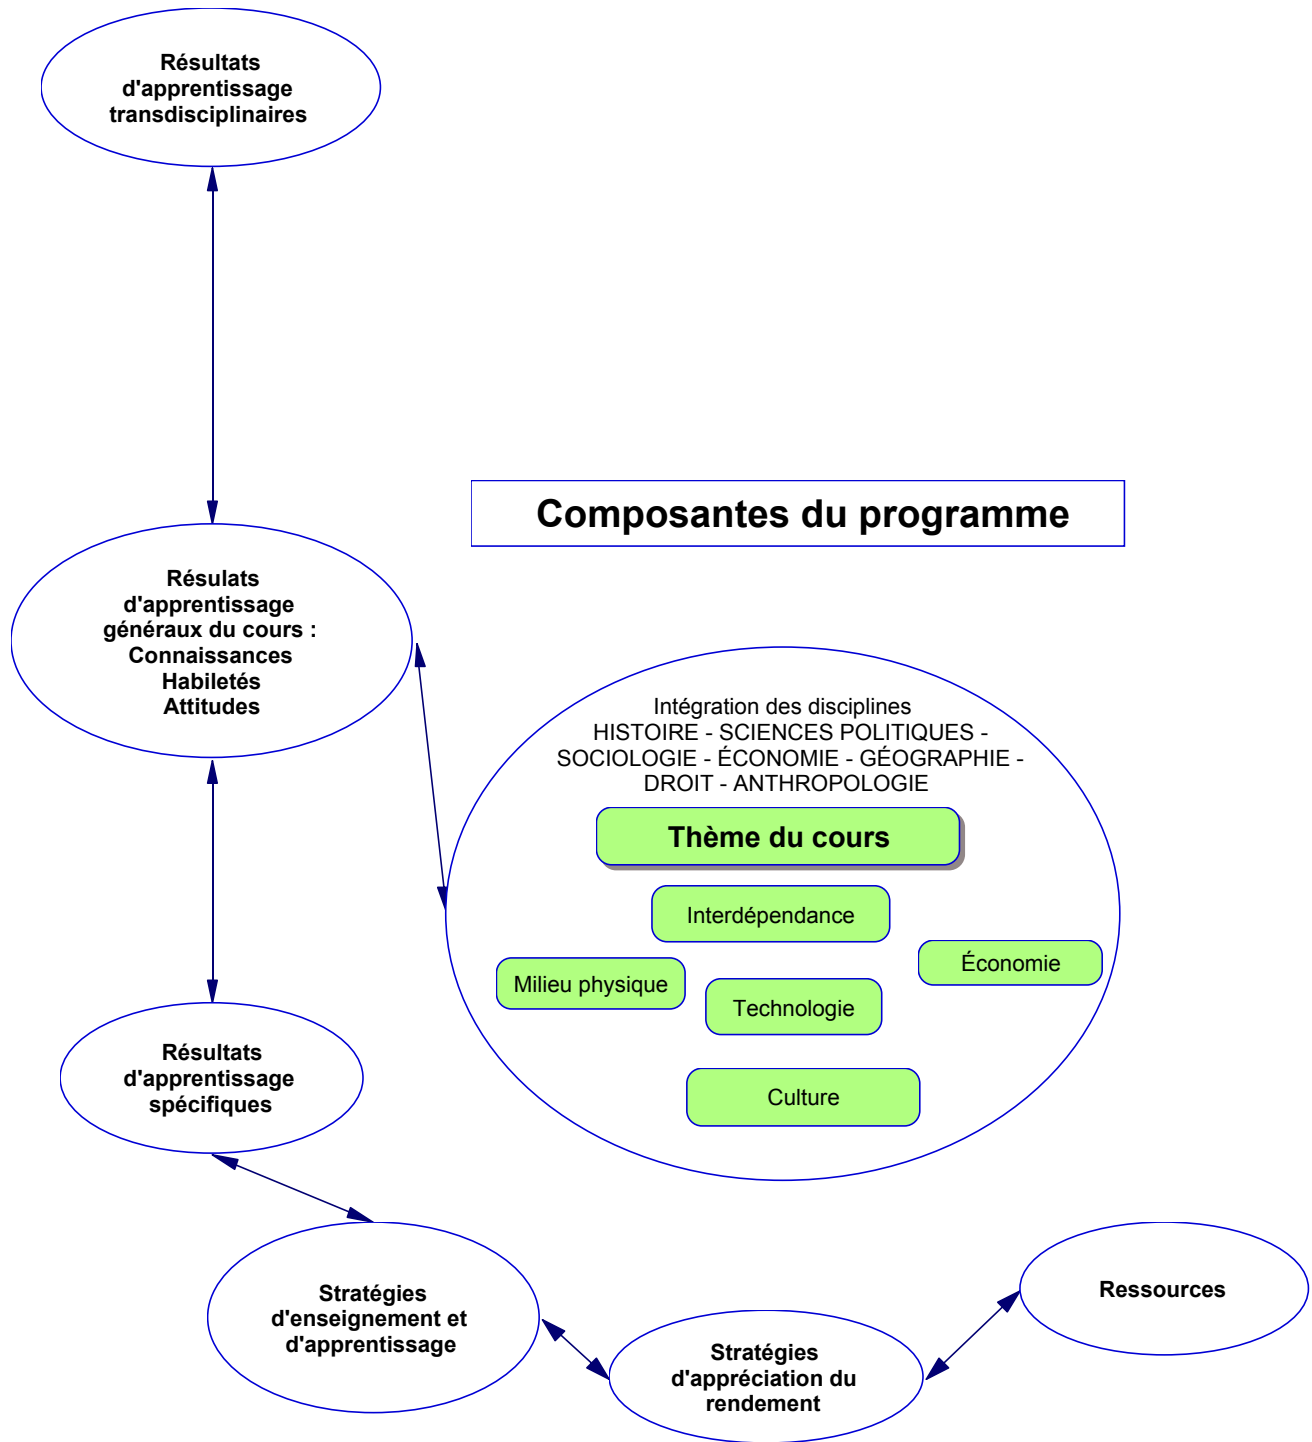 Résultats
d'apprentissage
transdisciplinaires
Composantes du programme
Résulats
d'apprentissage
généraux du cours :
Connaissances
Habiletés
Attitudes
Intégration des disciplines
HISTOIRE - SCIENCES POLITIQUES -
SOCIOLOGIE - ÉCONOMIE - GÉOGRAPHIE -
DROIT - ANTHROPOLOGIE
Thème du cours
Interdépendance
Économie
Milieu physique
Technologie
Culture
Résultats
d'apprentissage
spécifiques
Stratégies
d'enseignement et
d'apprentissage
Stratégies
d'appréciation du
rendement
Ressources